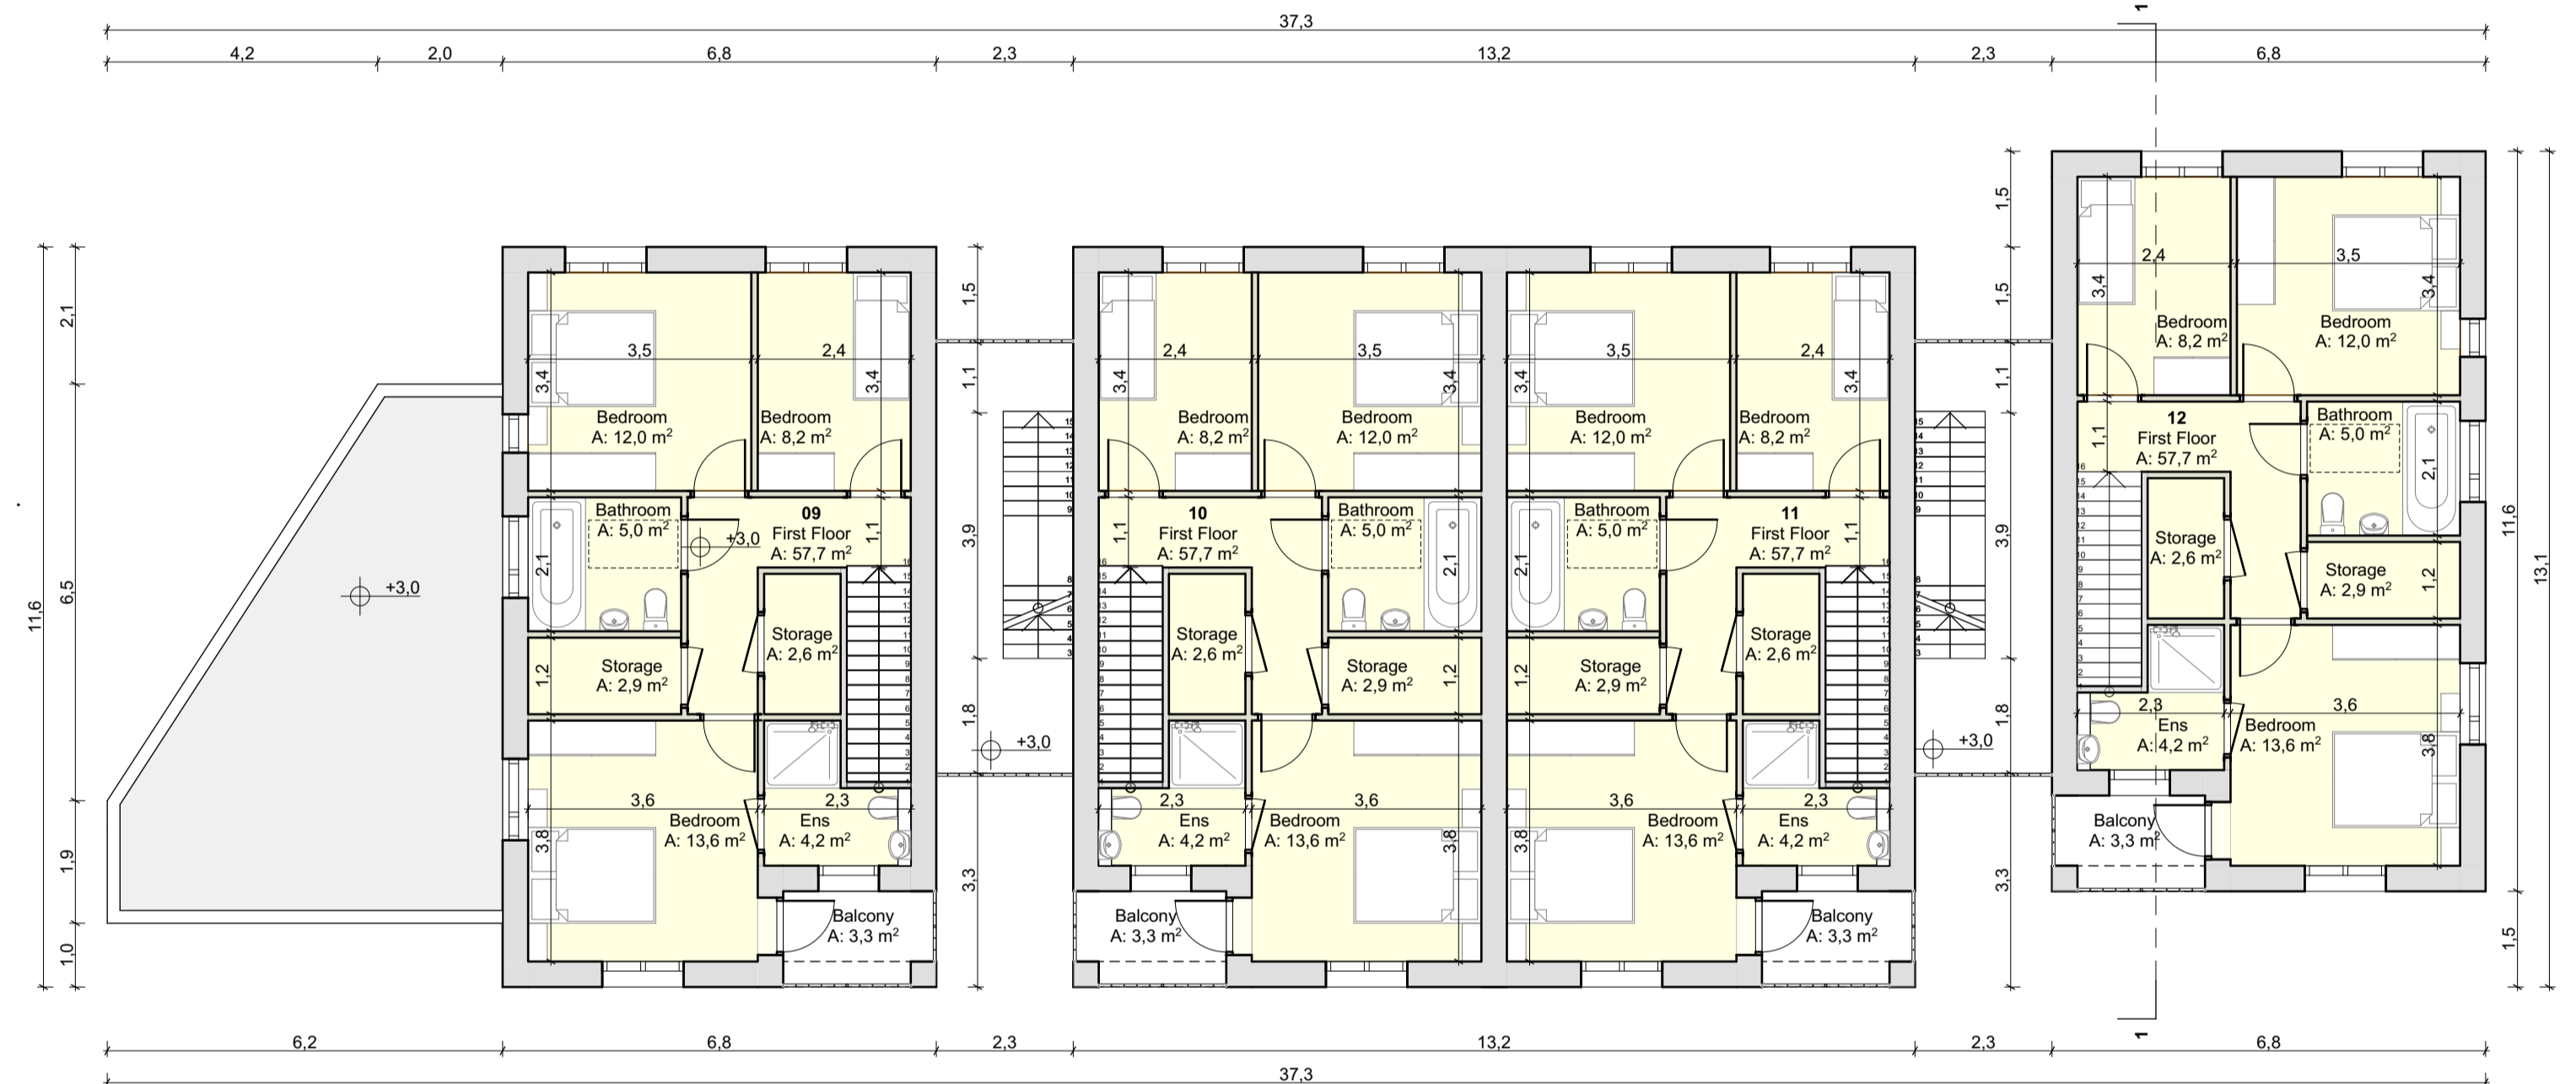 1
37,3
4,2 2,0 6,8 2,3 13,2 2,3 6,8
1,5
2,4 3,5
3,4 3,4
Bedroom
A: 8,2 m²
Bedroom
A: 12,0 m²
2,1
1,5
1,5
3,5 2,4 2,4 3,5 3,5 2,4
3,4 3,4 3,4 3,4 3,4 3,4
1,1
1,1
Bedroom
A: 12,0 m²
Bedroom
A: 8,2 m²
Bedroom
A: 8,2 m²
Bedroom
A: 12,0 m²
Bedroom
A: 12,0 m²
Bedroom
A: 8,2 m²
12
First Floor
A: 57,7 m²
1,1
Bathroom
A: 5,0 m²
2,1
Storage
A: 2,6 m²
Storage
A: 2,9 m²
1,2
11,6
13,1
11,6
6,5
+3,0
Bathroom
A: 5,0 m²
2,1
+3,0
09
First Floor
A: 57,7 m²
1,1
3,9
10
First Floor
A: 57,7 m²
1,1
Bathroom
A: 5,0 m²
2,1
Bathroom
A: 5,0 m²
2,1
11
First Floor
A: 57,7 m²
1,1
3,9
Storage
A: 2,9 m²
1,2
Storage
A: 2,6 m²
Storage
A: 2,6 m²
Storage
A: 2,9 m²
1,2
Storage
A: 2,9 m²
1,2
Storage
A: 2,6 m²
2,3 3,6
Ens
A: 4,2 m²
Bedroom
A: 13,6 m²
3,8
1,8
+3,0
1,8
+3,0
3,6 2,3 2,3 3,6 3,6 2,3
Bedroom
A: 13,6 m²
3,8
Ens
A: 4,2 m²
Ens
A: 4,2 m²
Bedroom
A: 13,6 m²
3,8
Bedroom
A: 13,6 m²
3,8
Ens
A: 4,2 m²
Balcony
A: 3,3 m²
1,9
3,3
3,3
Balcony
A: 3,3 m²
Balcony
A: 3,3 m²
Balcony
A: 3,3 m²
1,0
1,5
6,2 6,8 2,3 13,2 2,3 6,8
1
37,3